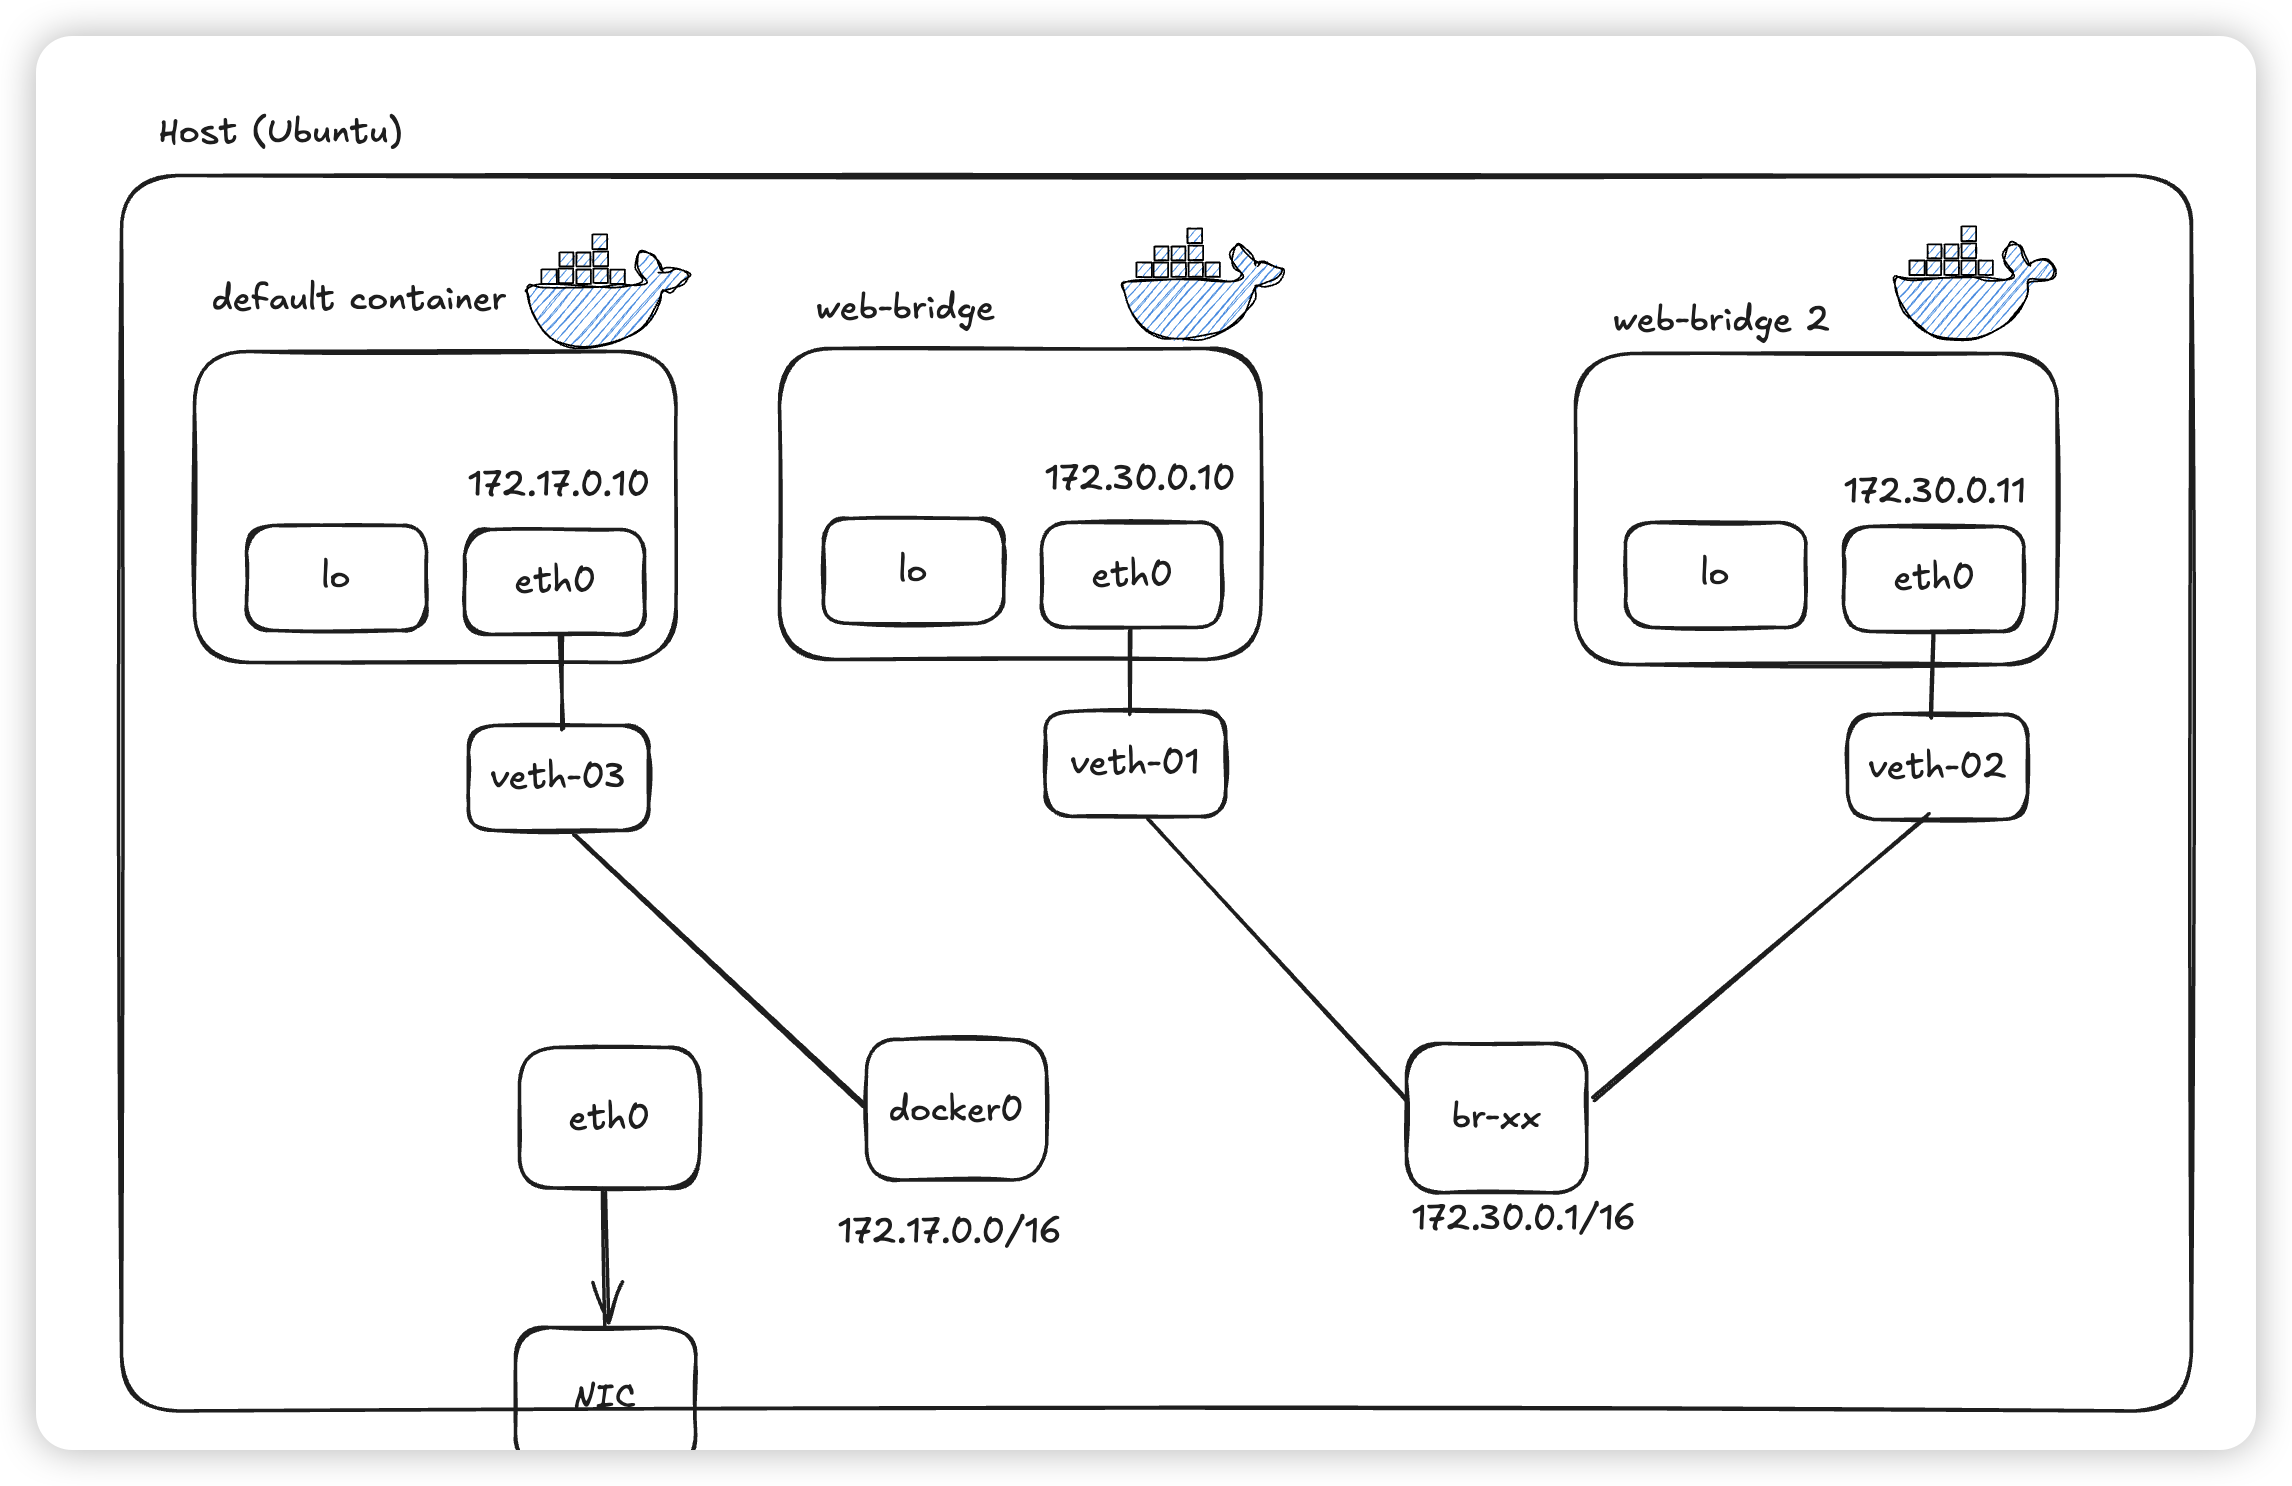 Host (Ubuntu)
default container
web-bridge
web-bridge 2
172.17.0.10
172.30.0.10
172.30.0.11
lo
eth0
lo
eth0
lo
eth0
veth-03
veth-01
veth-02
eth0
docker0
br-xx
172.17.0.0/16
172.30.0.1/16
NIC